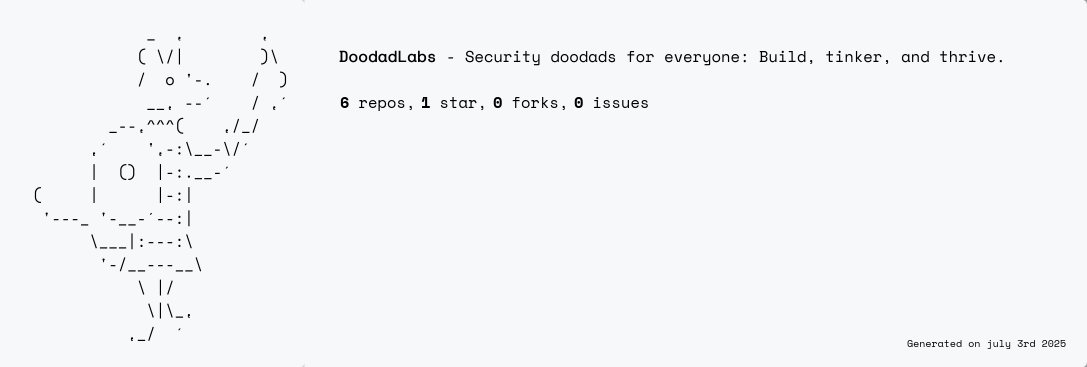 DoodadLabs - Security doodads for everyone: Build, tinker, and thrive.
6 repos, 1 star, 0 forks, 0 issues
Generated on july 3rd 2025